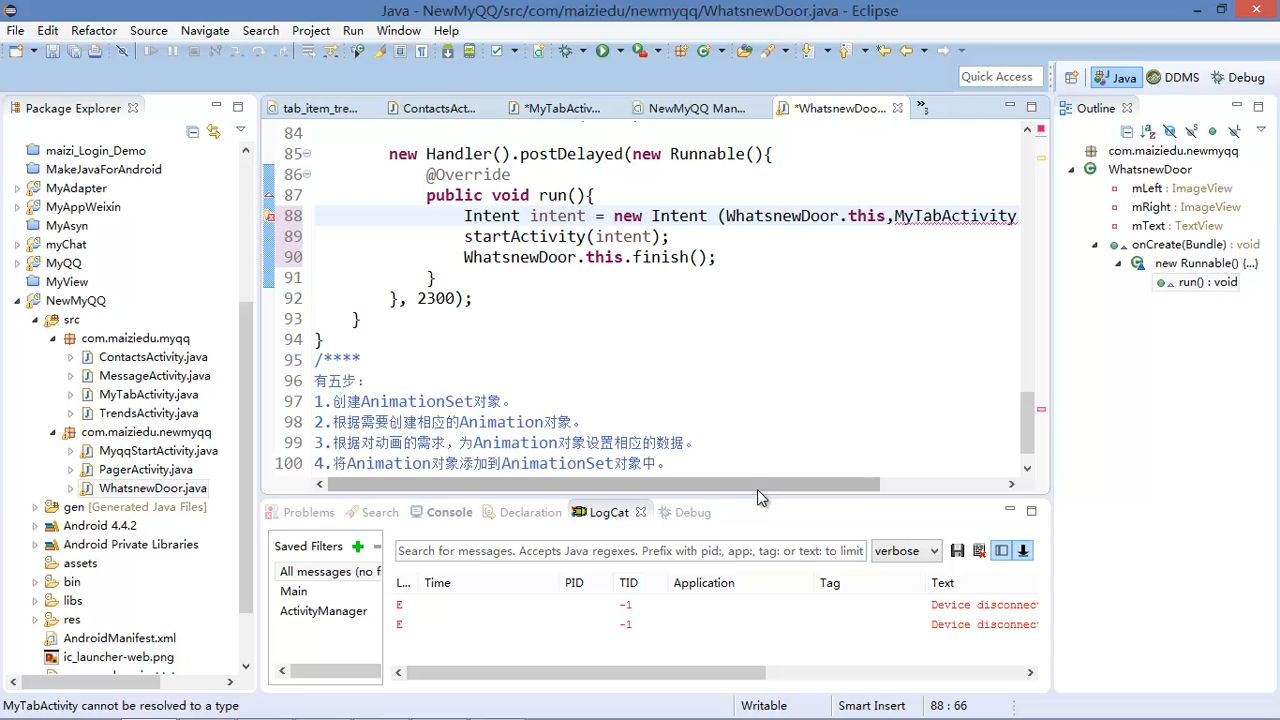 Java - NewMyQQ/src/com/maiziedu/newmyqq/WhatsnewDoor.java - Eclipse
File Edit Refactor Source Navigate Search Project Run Window Help
Quick Access
Java
DDMS
Debug
Package Explorer
tab_item_tre...
ContactsAct...
*MyTabActiv...
NewMyQQ Man...
*WhatsnewDoo...
»3
Outline
maizi_Login_Demo
MakeJavaForAndroid
MyAdapter
MyAppWeixin
MyAsyn
myChat
MyQQ
MyView
NewMyQQ
src
com.maiziedu.myqq
ContactsActivity.java
MessageActivity.java
MyTabActivity.java
TrendsActivity.java
com.maiziedu.newmyqq
MyqqStartActivity.java
PagerActivity.java
WhatsnewDoor.java
gen [Generated Java Files]
Android 4.4.2
Android Private Libraries
assets
bin
libs
res
AndroidManifest.xml
ic_launcher-web.png
84
85 new Handler().postDelayed(new Runnable(){
86 @Override
87 public void run(){
88 Intent intent = new Intent (WhatsnewDoor.this,MyTabActivity
89 startActivity(intent);
90 WhatsnewDoor.this.finish();
91 }
92 }, 2300);
93 }
94 }
95 /****
96 有五步：
97 1.创建AnimationSet对象。
98 2.根据需要创建相应的Animation对象。
99 3.根据对动画的需求，为Animation对象设置相应的数据。
100 4.将Animation对象添加到AnimationSet对象中。
com.maiziedu.newmyqq
WhatsnewDoor
mLeft : ImageView
mRight : ImageView
mText : TextView
onCreate(Bundle) : void
new Runnable() {...}
run() : void
Problems
Search
Console
Declaration
LogCat
Debug
Saved Filters
All messages (no f
Main
ActivityManager
Search for messages. Accepts Java regexes. Prefix with pid:, app:, tag: or text: to limit
verbose
L... Time PID TID Application Tag Text
E -1 Device disconnec
E -1 Device disconnec
MyTabActivity cannot be resolved to a type
Writable
Smart Insert
88 : 66